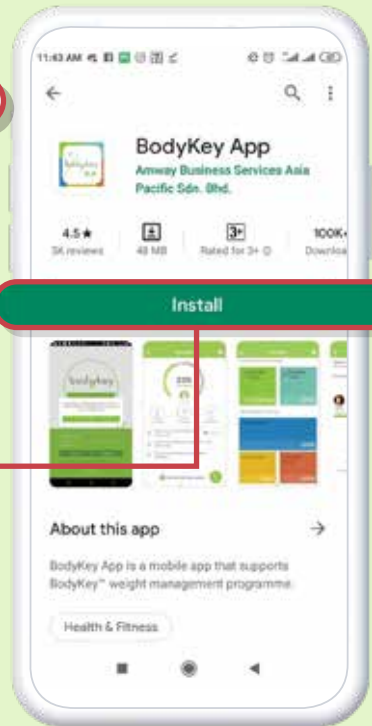 11:43 AM
BodyKey App
Amway Business Services Asia
Pacific Sdn. Bhd.
4.5★
3+
100K+
5K reviews
48 MB
Rated for 3+
Downloa
Install
bodykey
About this app
BodyKey App is a mobile app that supports
BodyKey™ weight management programme.
Health & Fitness